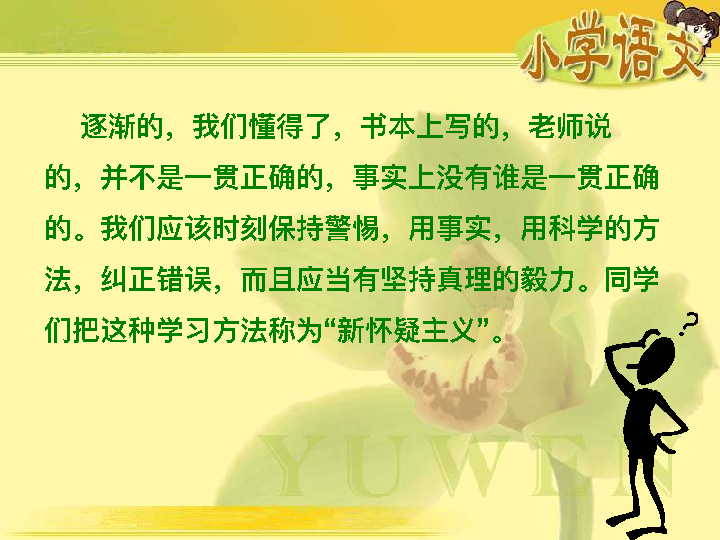 小学语文
逐渐的，我们懂得了，书本上写的，老师说
的，并不是一贯正确的，事实上没有谁是一贯正确
的。我们应该时刻保持警惕，用事实，用科学的方
法，纠正错误，而且应当有坚持真理的毅力。同学
们把这种学习方法称为“新怀疑主义”。
?
YUWEN